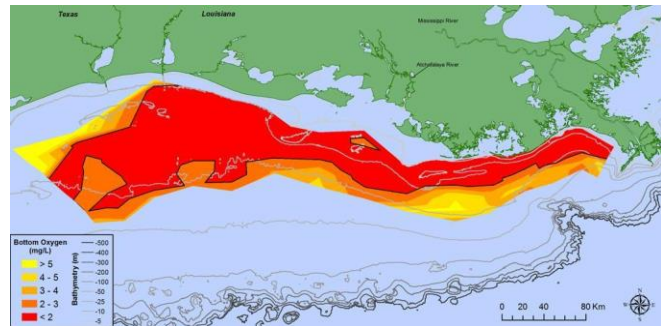 Texas
Louisiana
Mississippi River
Atchafalaya River
Bottom Oxygen
(mg/L)
> 5
4 - 5
3 - 4
2 - 3
< 2
Bathymetry (m)
-500
-400
-300
-200
-100
-50
-25
-10
-5
N
W
E
S
0 20 40 80 Km